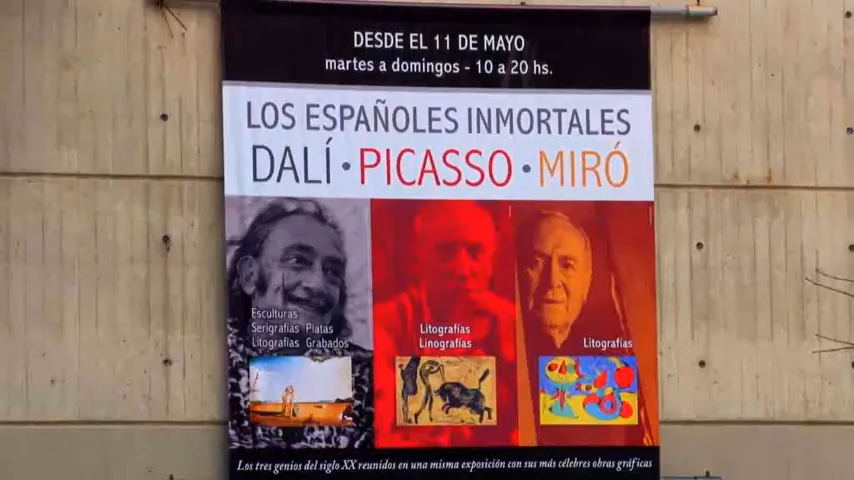 DESDE EL 11 DE MAYO
martes a domingos - 10 a 20 hs.
LOS ESPAÑOLES INMORTALES
DALÍ • PICASSO • MIRÓ
Esculturas
Serigrafías Platas
Litografías Grabados
Litografías
Linografías
Litografías
Los tres genios del siglo XX reunidos en una misma exposición con sus más célebres obras gráficas